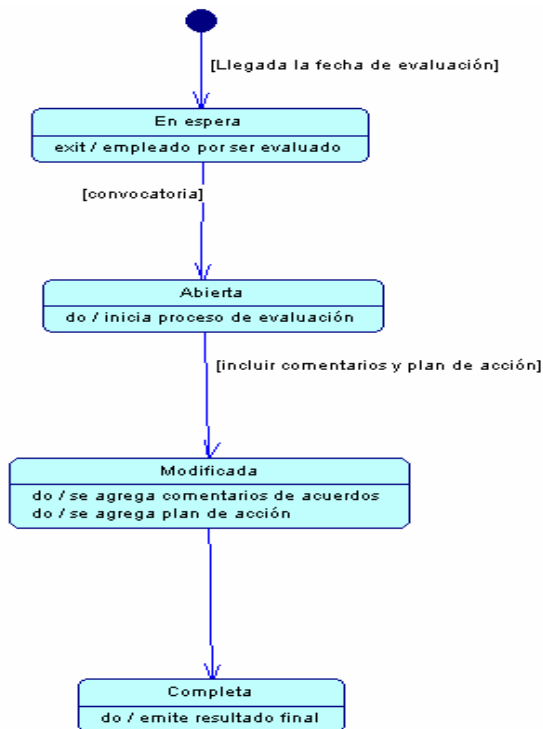 [Llegada la fecha de evaluación]
En espera
exit / empleado por ser evaluado
[convocatoria]
Abierta
do / inicia proceso de evaluación
[incluir comentarios y plan de acción]
Modificada
do / se agrega comentarios de acuerdos
do / se agrega plan de acción
Completa
do / emite resultado final